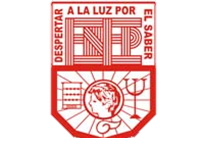 DESPERTAR
A LA LUZ POR
EL SABER
ENP